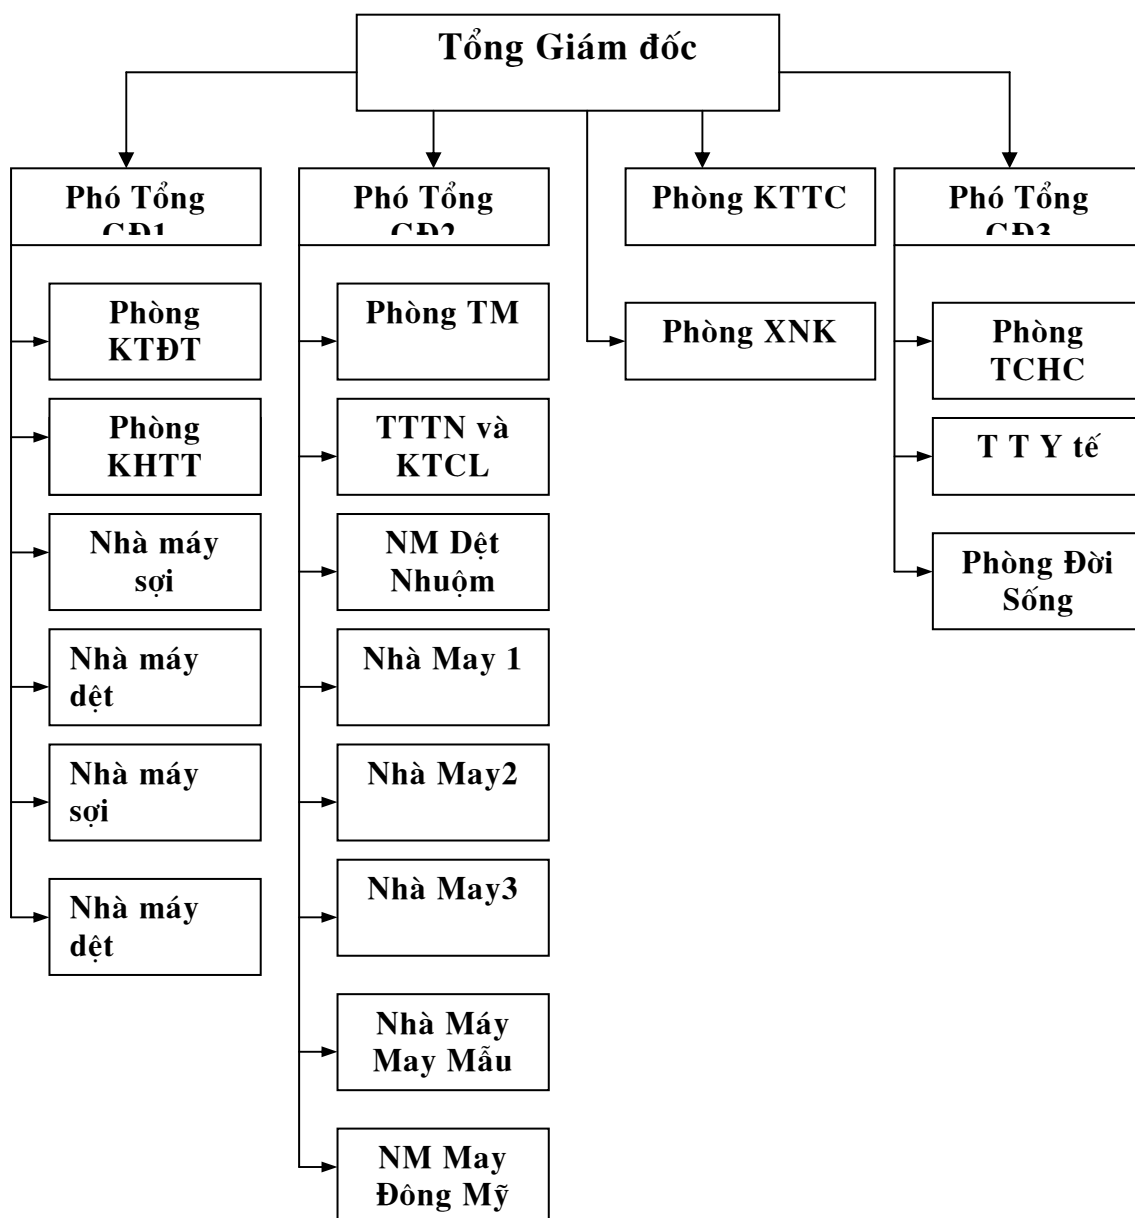 Tổng Giám đốc
Phó Tổng
GĐ1
Phó Tổng
GĐ2
Phòng KTTC
Phó Tổng
GĐ3
Phòng
KTĐT
Phòng
KHTT
Nhà máy
sợi
Nhà máy
dệt
Nhà máy
sợi
Nhà máy
dệt
Phòng TM
TTTN và
KTCL
NM Dệt
Nhuộm
Nhà May 1
Nhà May2
Nhà May3
Nhà Máy
May Mẫu
NM May
Đông Mỹ
Phòng XNK
Phòng
TCHC
T T Y tế
Phòng Đời
Sống